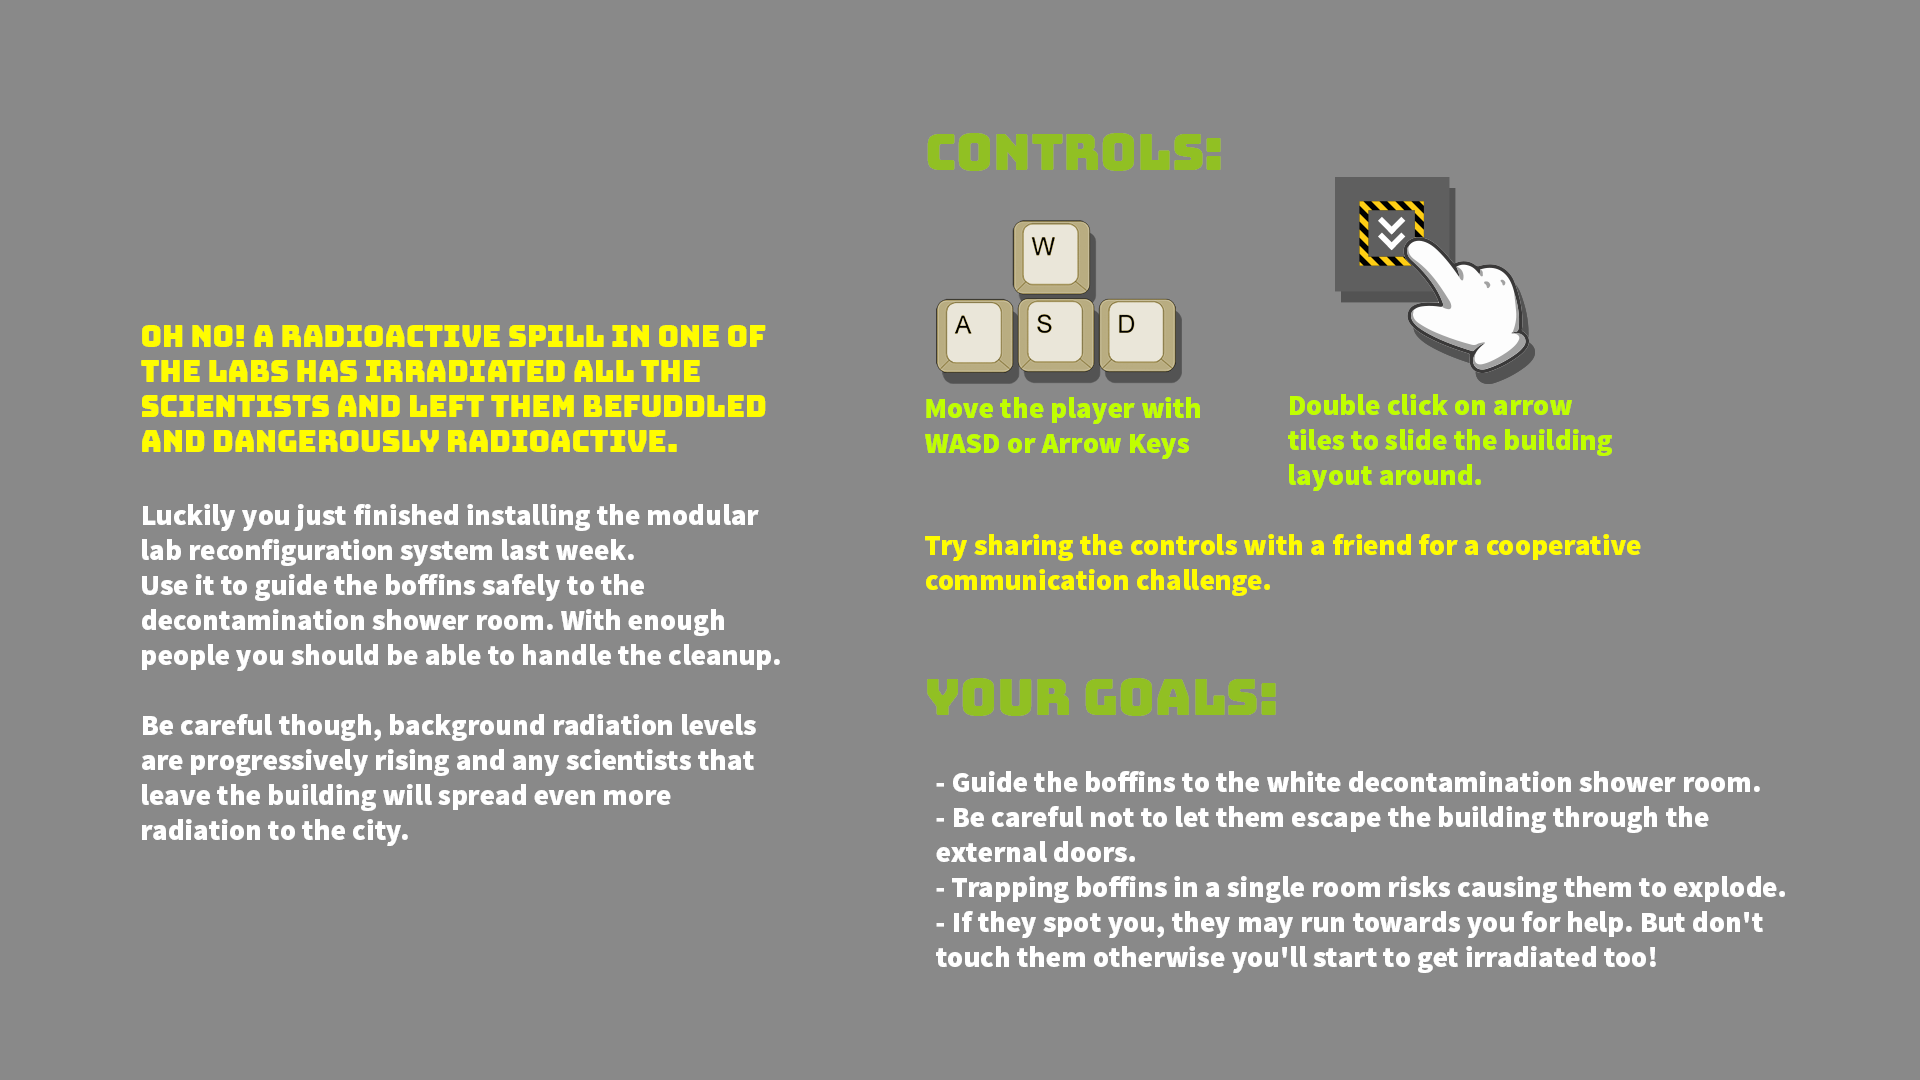 OH NO! A RADIOACTIVE SPILL IN ONE OF
THE LABS HAS IRRADIATED ALL THE
SCIENTISTS AND LEFT THEM BEFUDDLED
AND DANGEROUSLY RADIOACTIVE.
Luckily you just finished installing the modular
lab reconfiguration system last week.
Use it to guide the boffins safely to the
decontamination shower room. With enough
people you should be able to handle the cleanup.
Be careful though, background radiation levels
are progressively rising and any scientists that
leave the building will spread even more
radiation to the city.
CONTROLS:
W
A S D
Move the player with
WASD or Arrow Keys
Double click on arrow
tiles to slide the building
layout around.
Try sharing the controls with a friend for a cooperative
communication challenge.
YOUR GOALS:
- Guide the boffins to the white decontamination shower room.
- Be careful not to let them escape the building through the
external doors.
- Trapping boffins in a single room risks causing them to explode.
- If they spot you, they may run towards you for help. But don't
touch them otherwise you'll start to get irradiated too!